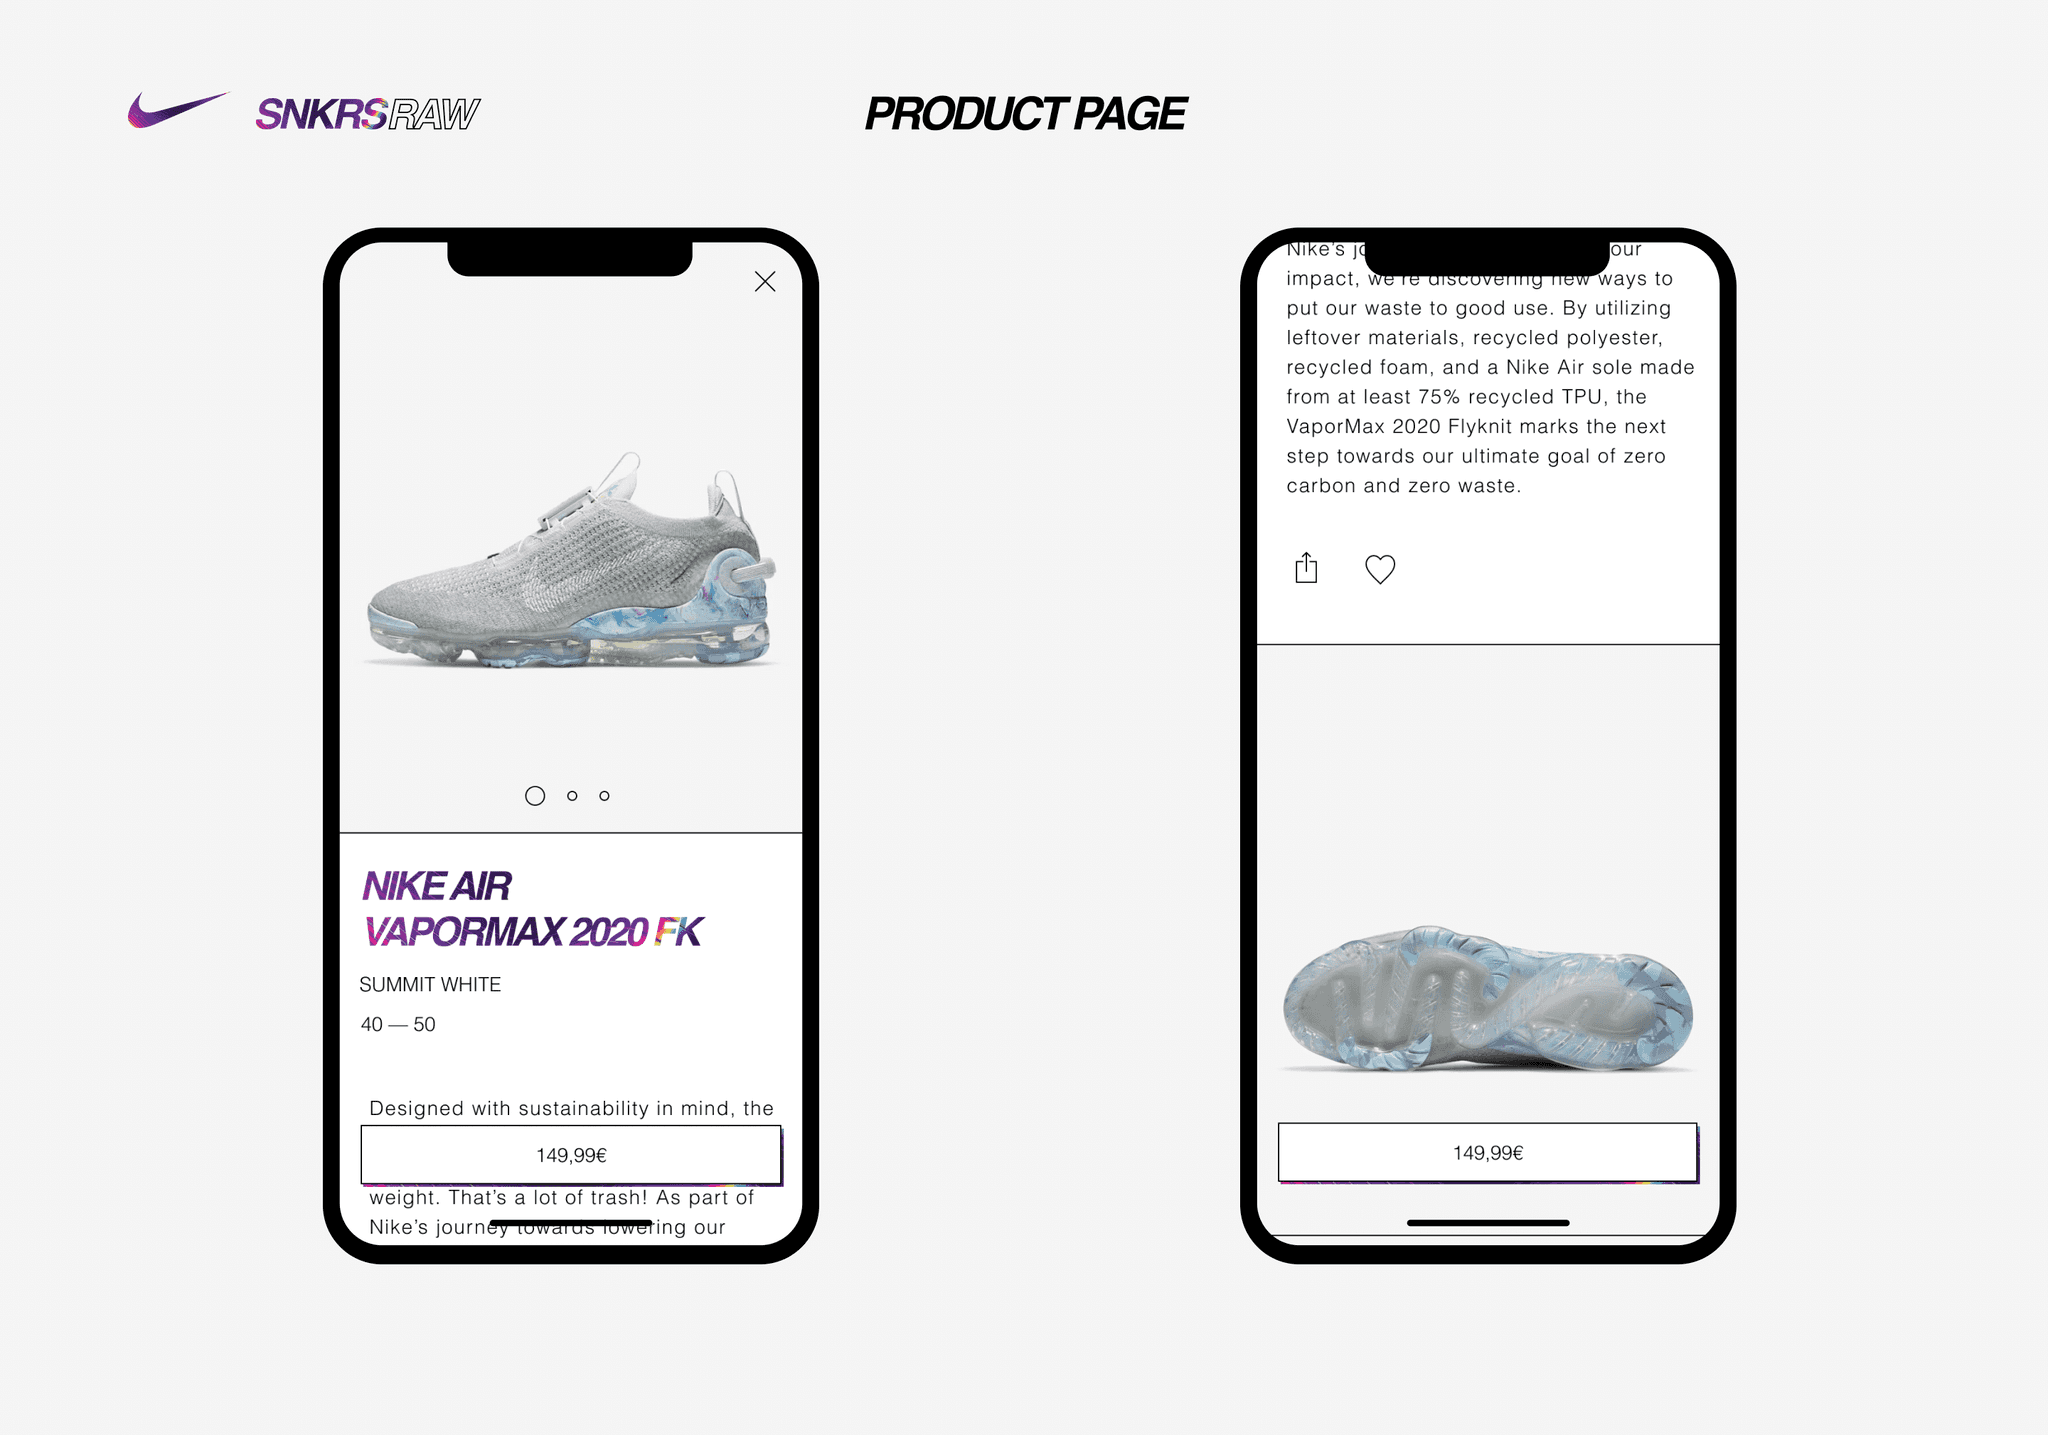 SNKRSRAW
PRODUCT PAGE
NIKE AIR
VAPORMAX 2020 FK
SUMMIT WHITE
40 — 50
Designed with sustainability in mind, the
149,99€
weight. That's a lot of trash! As part of
Nike's journey towards lowering our
Nike's our
impact, we're discovering new ways to
put our waste to good use. By utilizing
leftover materials, recycled polyester,
recycled foam, and a Nike Air sole made
from at least 75% recycled TPU, the
VaporMax 2020 Flyknit marks the next
step towards our ultimate goal of zero
carbon and zero waste.
149,99€